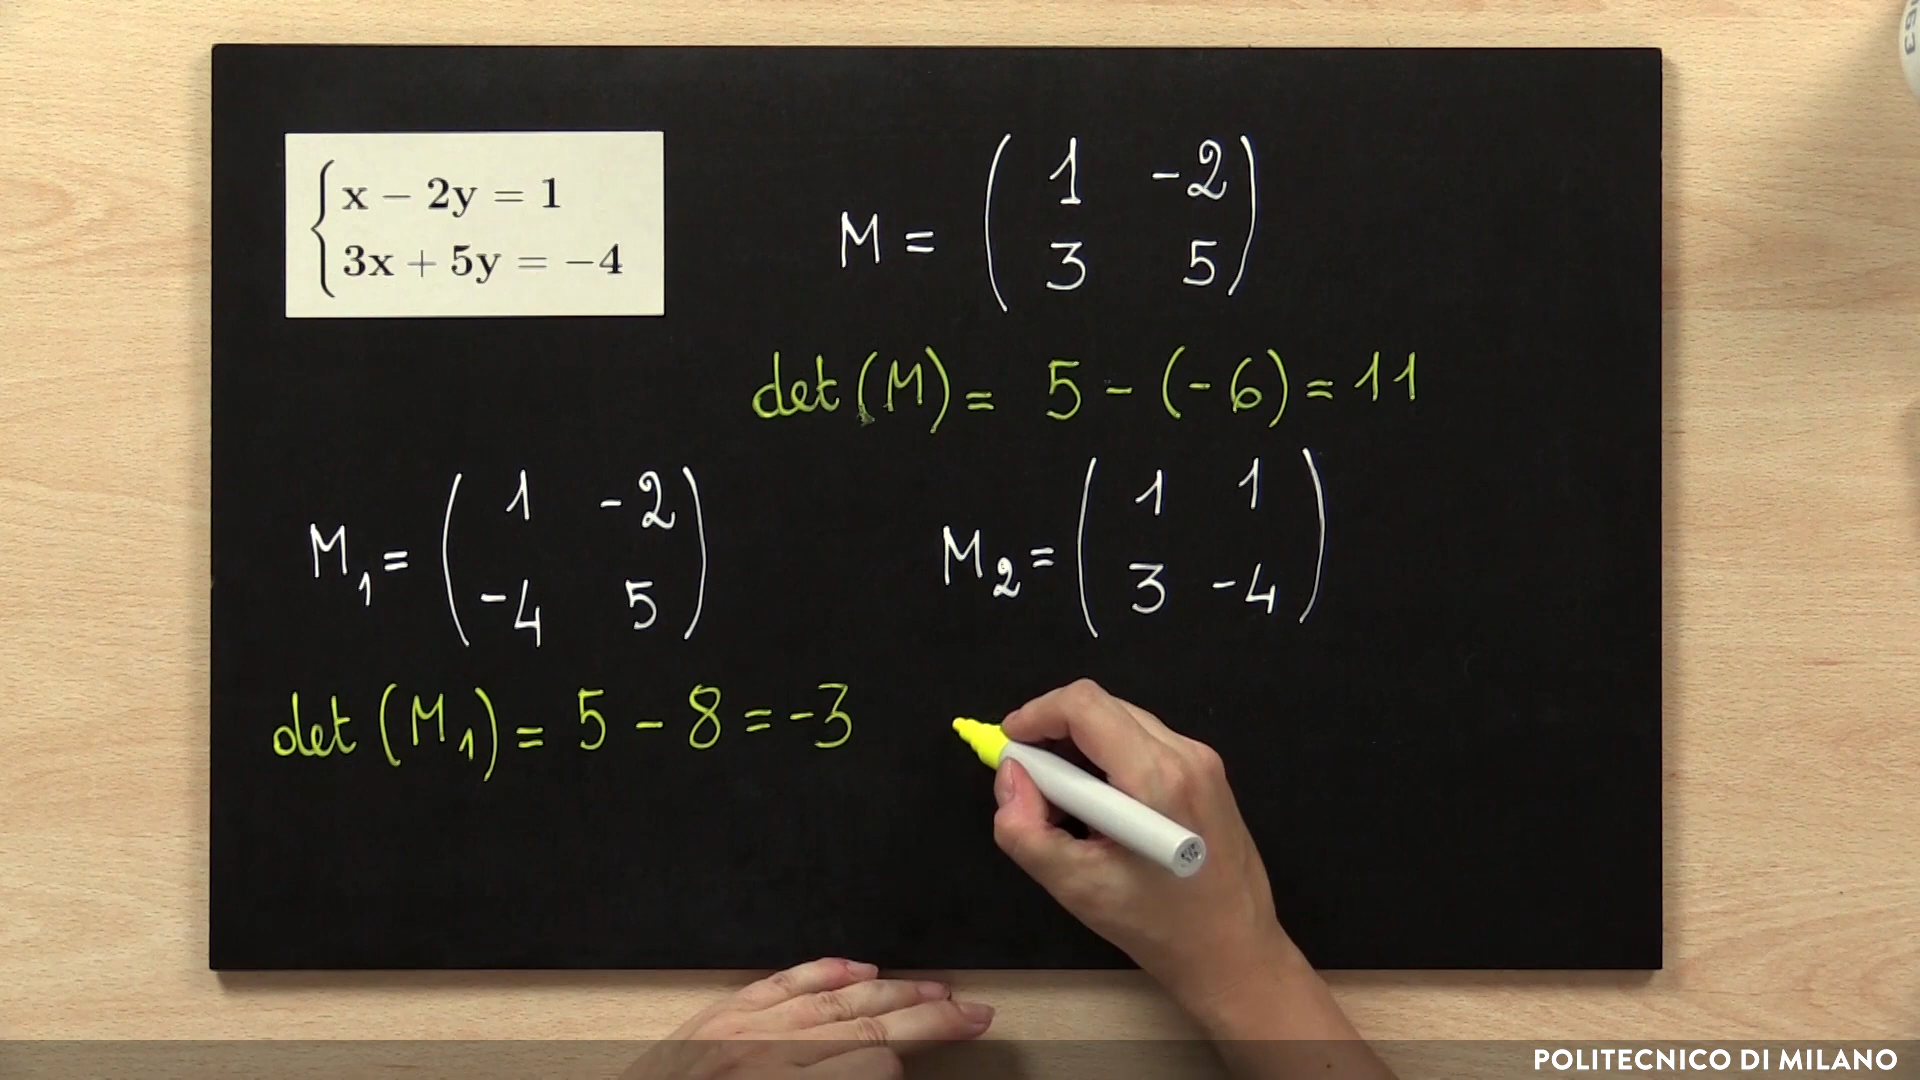 x − 2y = 1
3x + 5y = −4
M = ( 1 -2
3 5 )
det (M) = 5 - (-6) = 11
M1 = ( 1 -2
-4 5 )
M2 = ( 1 1
3 -4 )
det (M1) = 5 - 8 = -3
POLITECNICO DI MILANO